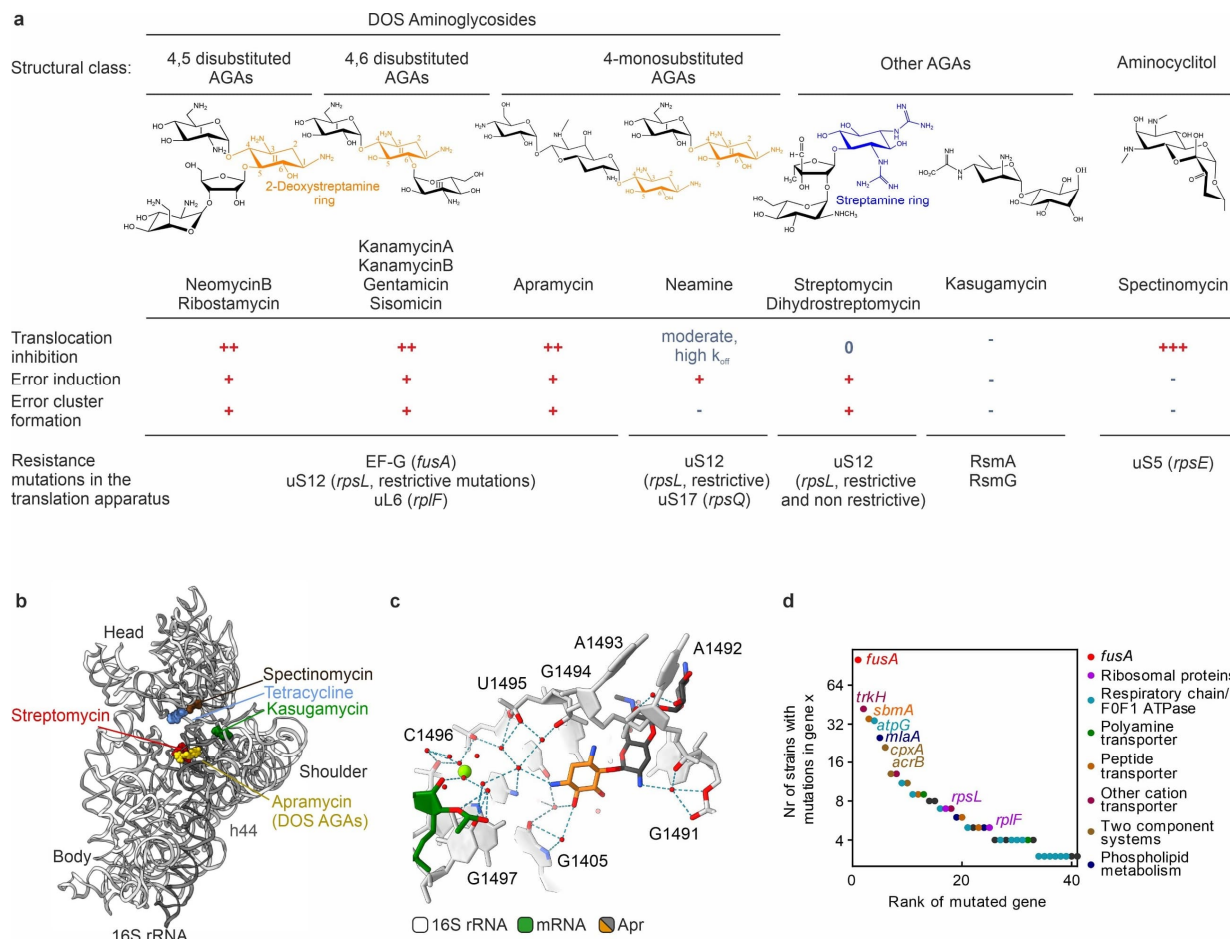 a
DOS Aminoglycosides
Structural class:
4,5 disubstituted
AGAs
4,6 disubstituted
AGAs
4-monosubstituted
AGAs
Other AGAs
Aminocyclitol
2-Deoxystreptamine
ring
Streptamine ring
NeomycinB
Ribostamycin
KanamycinA
KanamycinB
Gentamicin
Sisomicin
Apramycin
Neamine
Streptomycin
Dihydrostreptomycin
Kasugamycin
Spectinomycin
Translocation
inhibition
++
++
++
moderate,
high koff
0
-
+++
Error induction
+
+
+
+
+
-
-
Error cluster
formation
+
+
+
-
+
-
-
Resistance
mutations in the
translation apparatus
EF-G (fusA)
uS12 (rpsL, restrictive mutations)
uL6 (rplF)
uS12
(rpsL, restrictive)
uS17 (rpsQ)
uS12
(rpsL, restrictive
and non restrictive)
RsmA
RsmG
uS5 (rpsE)
b
Head
Spectinomycin
Tetracycline
Kasugamycin
Streptomycin
Shoulder
Apramycin
(DOS AGAs)
h44
Body
16S rRNA
c
A1493
A1492
G1494
U1495
C1496
G1491
G1405
G1497
16S rRNA
mRNA
Apr
d
Nr of strains with
mutations in gene x
64
32
16
8
4
0
20
40
Rank of mutated gene
fusA
trkH
sbmA
atpG
mlaA
cpxA
acrB
rpsL
rplF
fusA
Ribosomal proteins
Respiratory chain/
F0F1 ATPase
Polyamine
transporter
Peptide
transporter
Other cation
transporter
Two component
systems
Phospholipid
metabolism